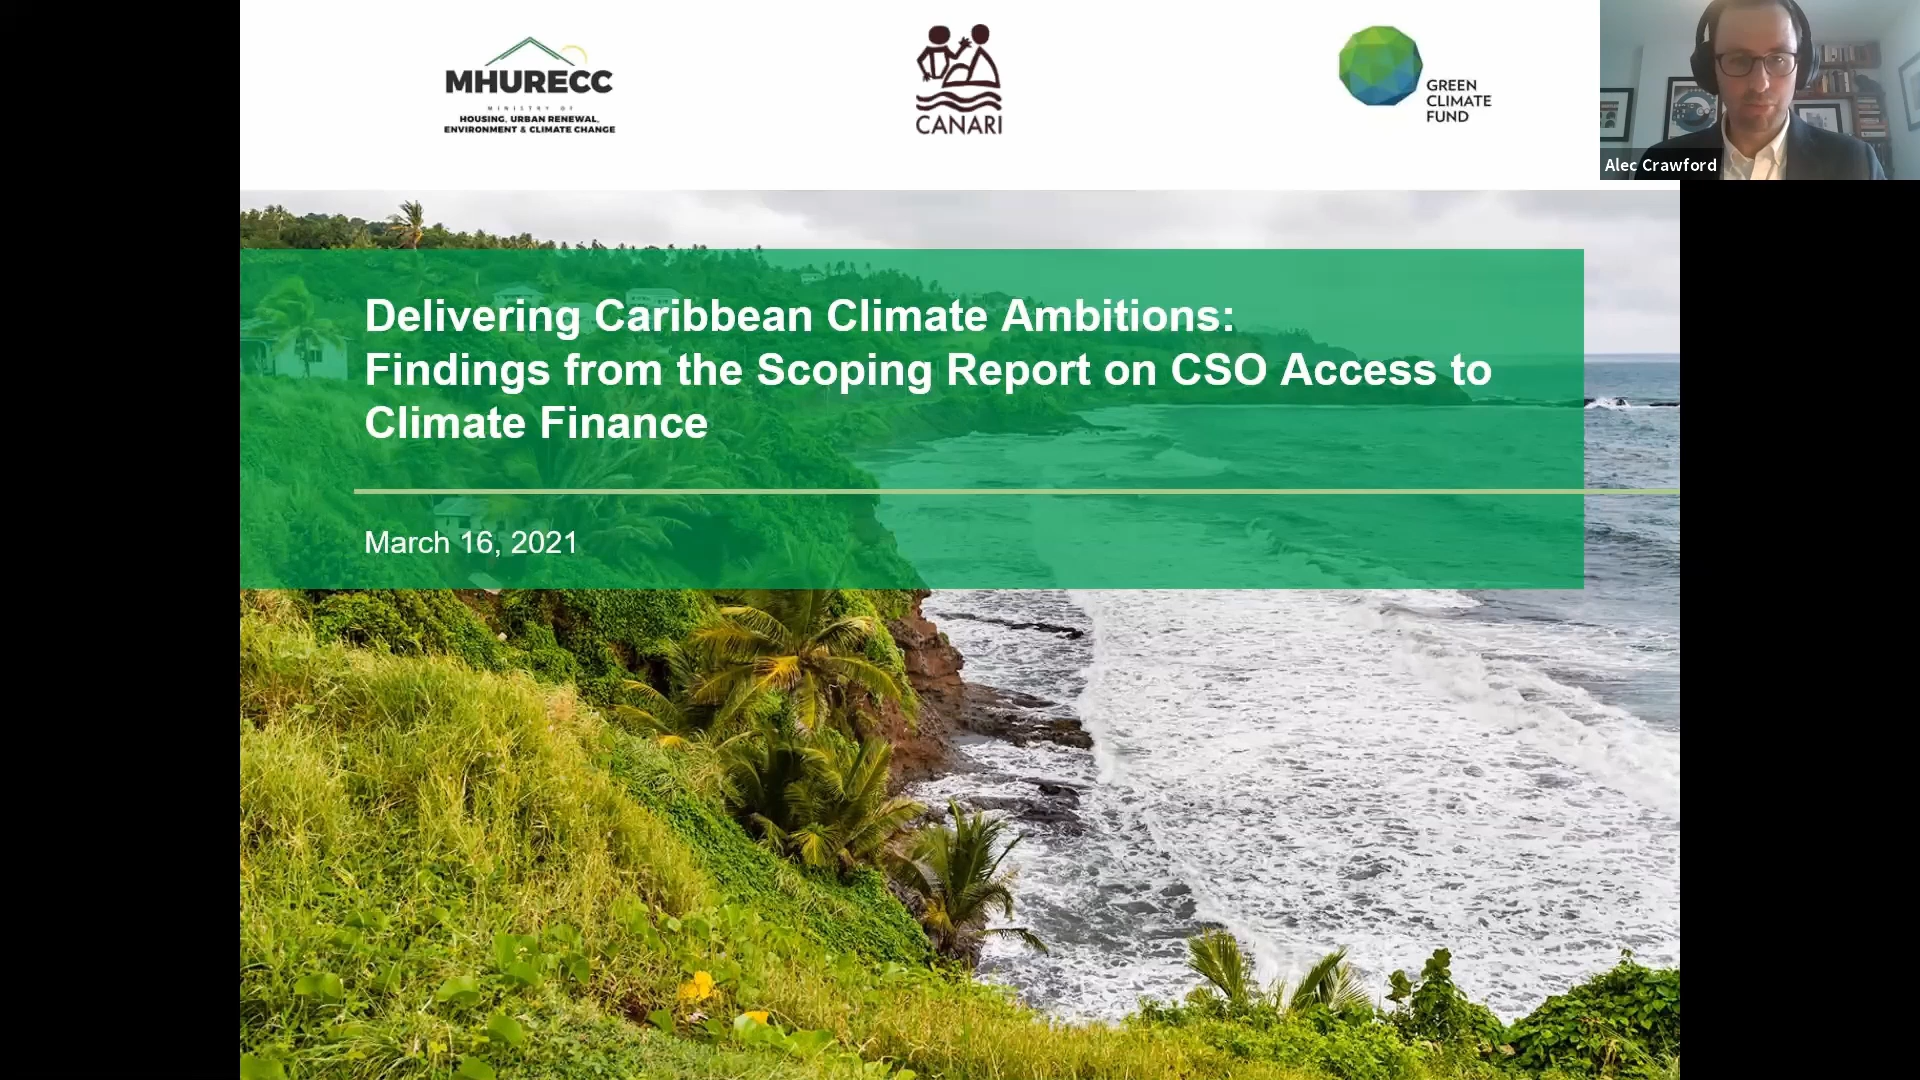 MHURECC
MINISTRY OF
HOUSING, URBAN RENEWAL,
ENVIRONMENT & CLIMATE CHANGE
CANARI
GREEN
CLIMATE
FUND
Alec Crawford
Delivering Caribbean Climate Ambitions:
Findings from the Scoping Report on CSO Access to
Climate Finance
March 16, 2021